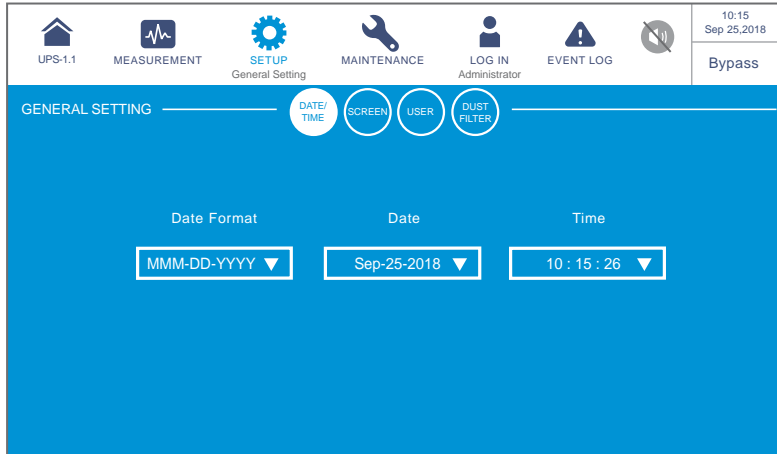 10:15
Sep 25,2018
UPS-1.1
MEASUREMENT
SETUP
General Setting
MAINTENANCE
LOG IN
Administrator
EVENT LOG
Bypass
GENERAL SETTING
DATE/
TIME
SCREEN
USER
DUST
FILTER
Date Format
Date
Time
MMM-DD-YYYY
Sep-25-2018
10 : 15 : 26